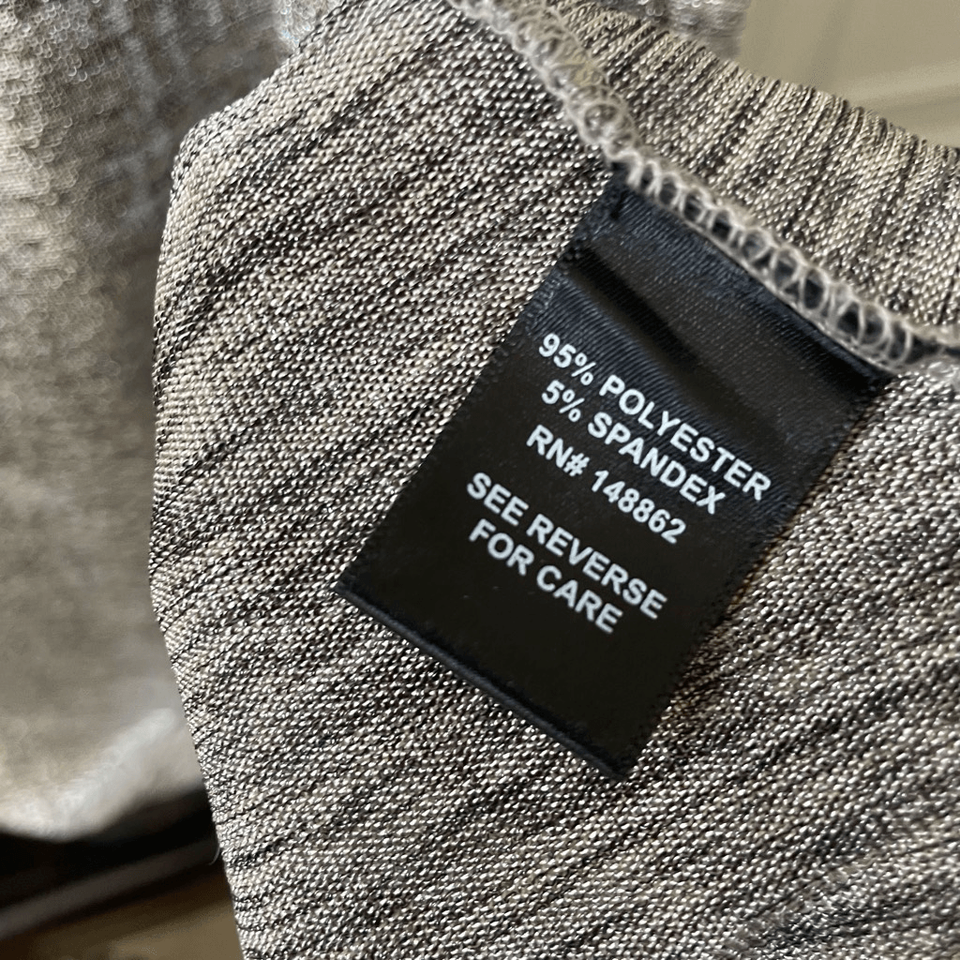 95% POLYESTER
5% SPANDEX
RN# 148862
SEE REVERSE
FOR CARE